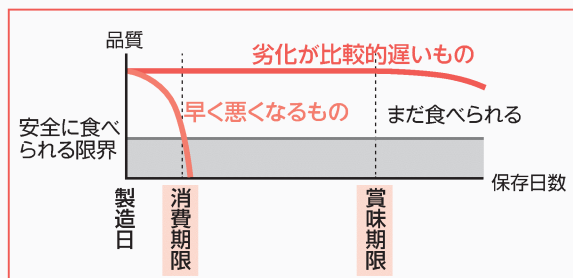 品質
劣化が比較的遅いもの
早く悪くなるもの
まだ食べられる
安全に食べ
られる限界
保存日数
製造日
消費期限
賞味期限